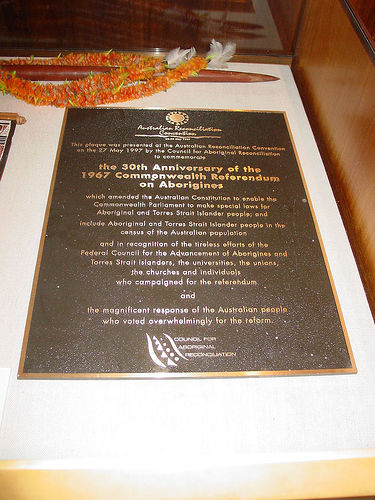 Australian Reconciliation
Convention
This plaque was presented at the Australian Reconciliation Convention
on the 27 May 1997 by the Council for Aboriginal Reconciliation
to commemorate
the 30th Anniversary of the
1967 Commonwealth Referendum
on Aborigines
which amended the Australian Constitution to enable the
Commonwealth Parliament to make special laws for
Aboriginal and Torres Strait Islander people; and
include Aboriginal and Torres Strait Islander people in the
census of the Australian population
and in recognition of the tireless efforts of the
Federal Council for the Advancement of Aborigines and
Torres Strait Islanders, the universities, the unions,
the churches and individuals
who campaigned for the referendum
and
the magnificent response of the Australian people
who voted overwhelmingly for the reform.
COUNCIL FOR
ABORIGINAL
RECONCILIATION